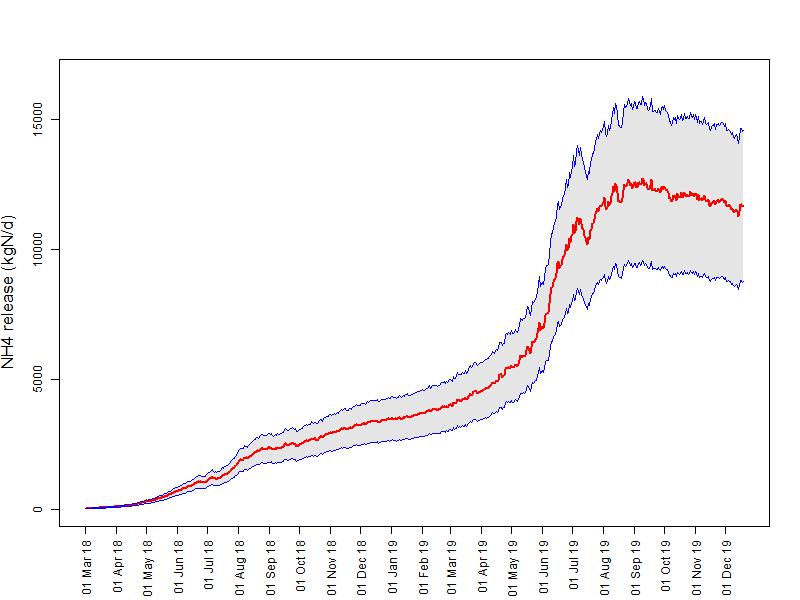 NH4 release (kgN/d)
15000
10000
5000
0
01 Mar 18
01 Apr 18
01 May 18
01 Jun 18
01 Jul 18
01 Aug 18
01 Sep 18
01 Oct 18
01 Nov 18
01 Dec 18
01 Jan 19
01 Feb 19
01 Mar 19
01 Apr 19
01 May 19
01 Jun 19
01 Jul 19
01 Aug 19
01 Sep 19
01 Oct 19
01 Nov 19
01 Dec 19